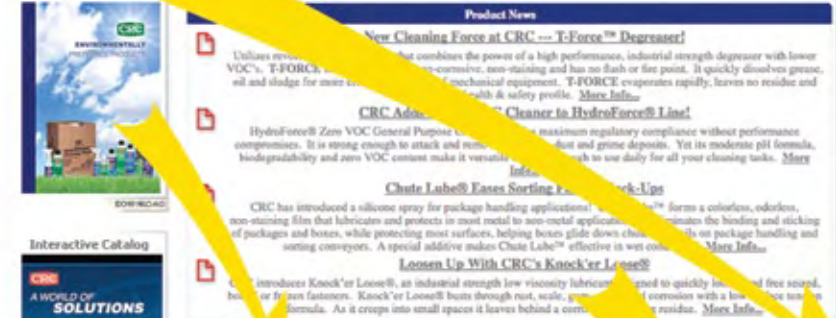 CRC
ENVIRONMENTALLY
PREFERRED PRODUCTS
DOWNLOAD
Interactive Catalog
CRC
A WORLD OF
SOLUTIONS
Product News
New Cleaning Force at CRC --- T-Force™ Degreaser!
Utilizes that combines the power of a high performance, industrial strength degreaser with lower
VOC's. T-FORCE non-corrosive, non-staining and has no flash or fire point. It quickly dissolves grease,
oil and sludge for more mechanical equipment. T-FORCE evaporates rapidly, leaves no residue and
health & safety profile. More Info...
CRC Cleaner to HydroForce® Line!
HydroForce® Zero VOC General Purpose maximum regulatory compliance without performance
compromises. It is strong enough to attack and dust and grime deposits. Yet its moderate pH formula,
biodegradability and zero VOC content make it to use daily for all your cleaning tasks. More
Info...
Chute Lube® Eases Sorting
CRC has introduced a silicone spray for package handling applications! forms a colorless, odorless,
non-staining film that lubricates and protects in most metal to non-metal the binding and sticking
of packages and boxes, while protecting most surfaces, helping boxes glide down on package handling and
sorting conveyors. A special additive makes Chute Lube™ effective in wet More Info...
Loosen Up With CRC's Knock'er Loose®
introduces Knock'er Loose®, an industrial strength low viscosity to quickly free seized,
or frozen fasteners. Knock'er Loose® busts through rust, scale, corrosion with a low
formula. As it creeps into small spaces it leaves behind a residue. More Info...